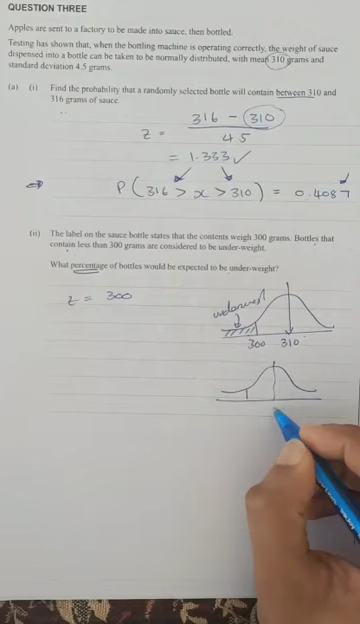 QUESTION THREE
Apples are sent to a factory to be made into sauce, then bottled.
Testing has shown that, when the bottling machine is operating correctly, the weight of sauce
dispensed into a bottle can be taken to be normally distributed, with mean 310 grams and
standard deviation 4.5 grams.
(a) (i) Find the probability that a randomly selected bottle will contain between 310 and
316 grams of sauce.
316 - 310
z =
4.5
= 1.333 ✓
⇒ P(316 > x > 310) = 0.4087
(ii) The label on the sauce bottle states that the contents weigh 300 grams. Bottles that
contain less than 300 grams are considered to be under-weight.
What percentage of bottles would be expected to be under-weight?
z = 300
300 310